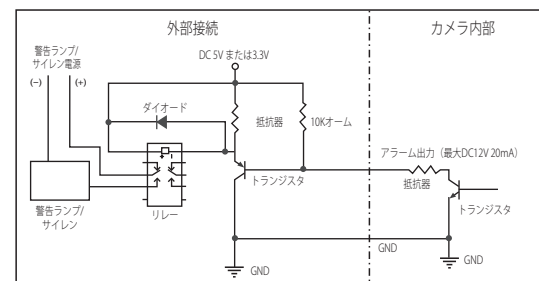 外部接続
カメラ内部
警告ランプ/
サイレン電源
(−)
(+)
DC 5V または3.3V
ダイオード
抵抗器
10Kオーム
アラーム出力（最大DC12V 20mA）
抵抗器
トランジスタ
トランジスタ
リレー
警告ランプ/
サイレン
GND
GND
GND